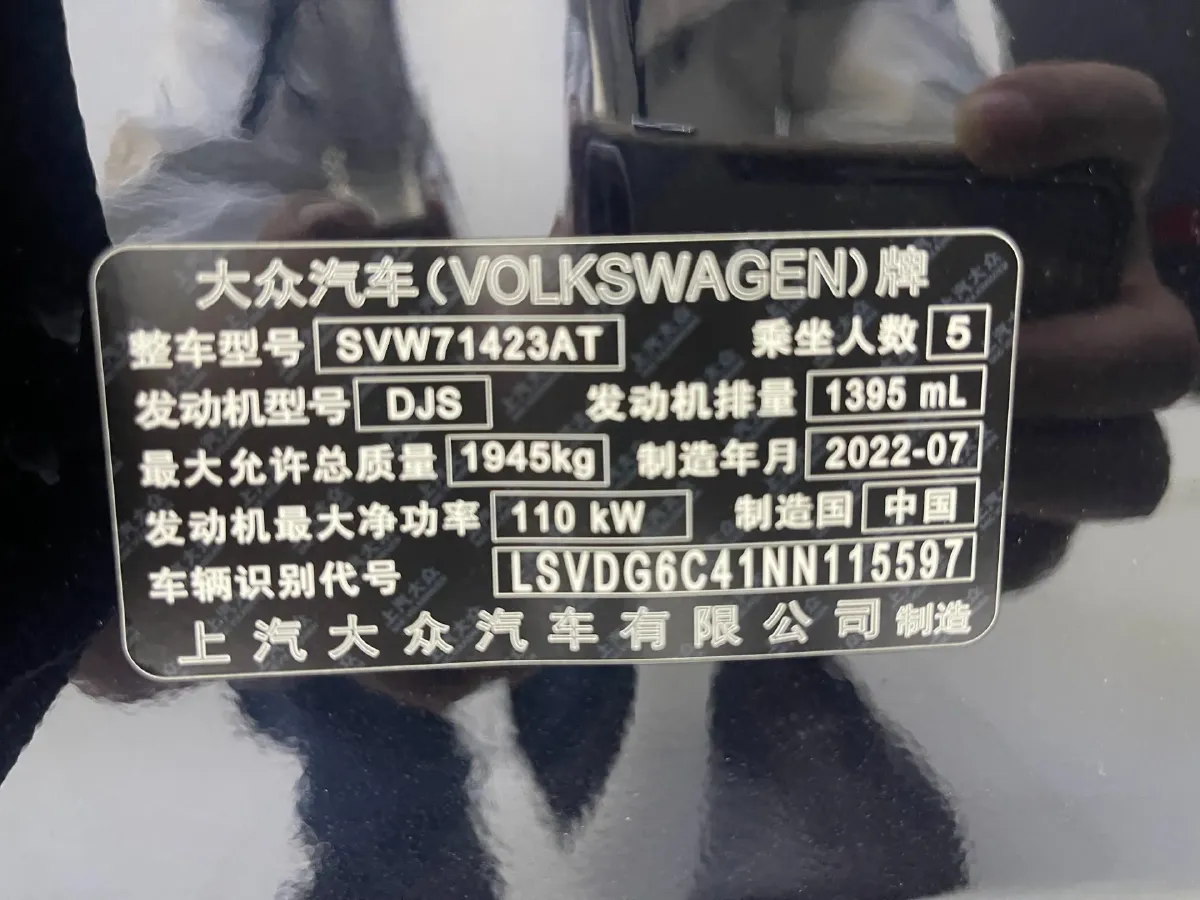 大众汽车(VOLKSWAGEN)牌
整车型号 SVW71423AT 乘坐人数 5
发动机型号 DJS 发动机排量 1395 mL
最大允许总质量 1945kg 制造年月 2022-07
发动机最大净功率 110 kW 制造国 中国
车辆识别代号 LSVDG6C41NN115597
上汽大众汽车有限公司 制造